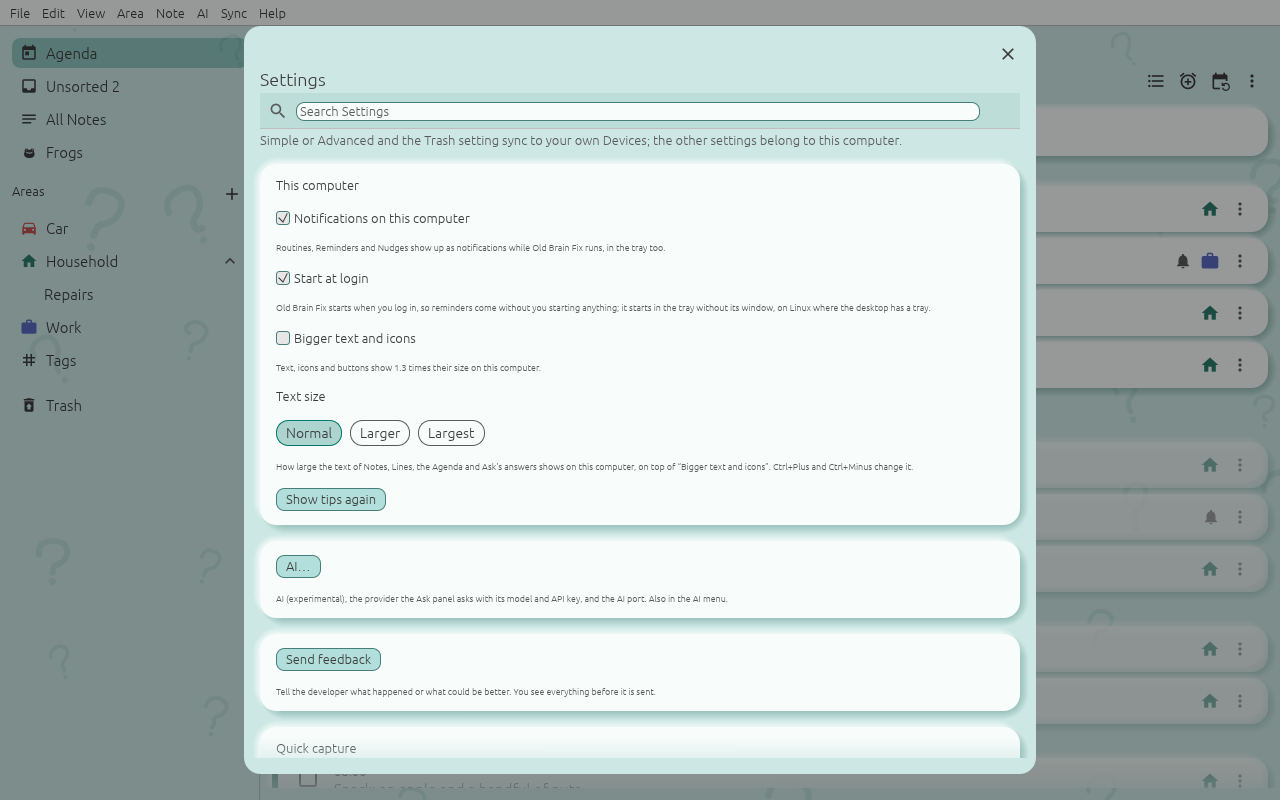 File Edit View Area Note AI Sync Help
Agenda
Unsorted 2
All Notes
Frogs
Areas
Car
Household
Repairs
Work
Tags
Trash
Settings
Search Settings
Simple or Advanced and the Trash setting sync to your own Devices; the other settings belong to this computer.
This computer
Notifications on this computer
Routines, Reminders and Nudges show up as notifications while Old Brain Fix runs, in the tray too.
Start at login
Old Brain Fix starts when you log in, so reminders come without you starting anything; it starts in the tray without its window, on Linux where the desktop has a tray.
Bigger text and icons
Text, icons and buttons show 1.3 times their size on this computer.
Text size
Normal Larger Largest
How large the text of Notes, Lines, the Agenda and Ask's answers shows on this computer, on top of "Bigger text and icons". Ctrl+Plus and Ctrl+Minus change it.
Show tips again
AI...
AI (experimental), the provider the Ask panel asks with its model and API key, and the AI port. Also in the AI menu.
Send feedback
Tell the developer what happened or what could be better. You see everything before it is sent.
Quick capture